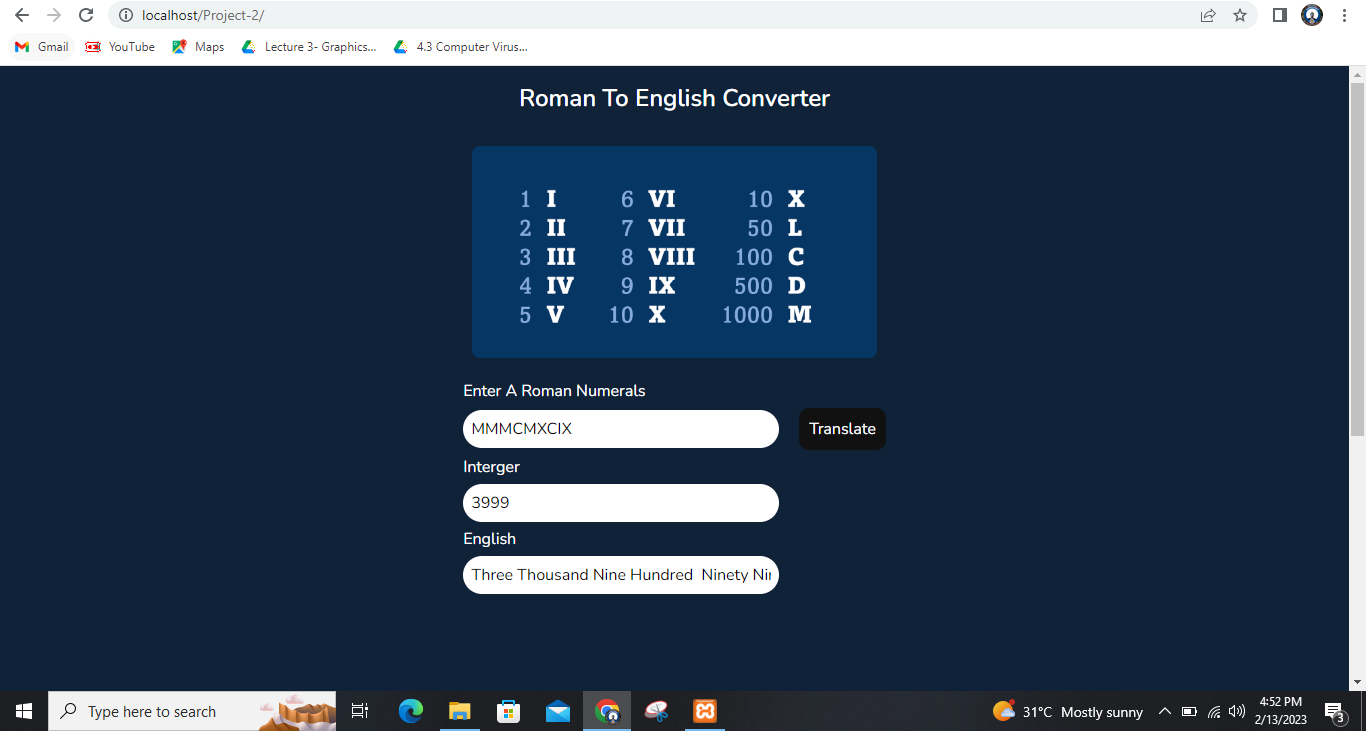 localhost/Project-2/
Gmail YouTube Maps Lecture 3- Graphics... 4.3 Computer Virus...
Roman To English Converter
1 I 6 VI 10 X
2 II 7 VII 50 L
3 III 8 VIII 100 C
4 IV 9 IX 500 D
5 V 10 X 1000 M
Enter A Roman Numerals
MMMCMXCIX Translate
Interger
3999
English
Three Thousand Nine Hundred  Ninety Nin
Type here to search 31°C Mostly sunny 4:52 PM
2/13/2023 3